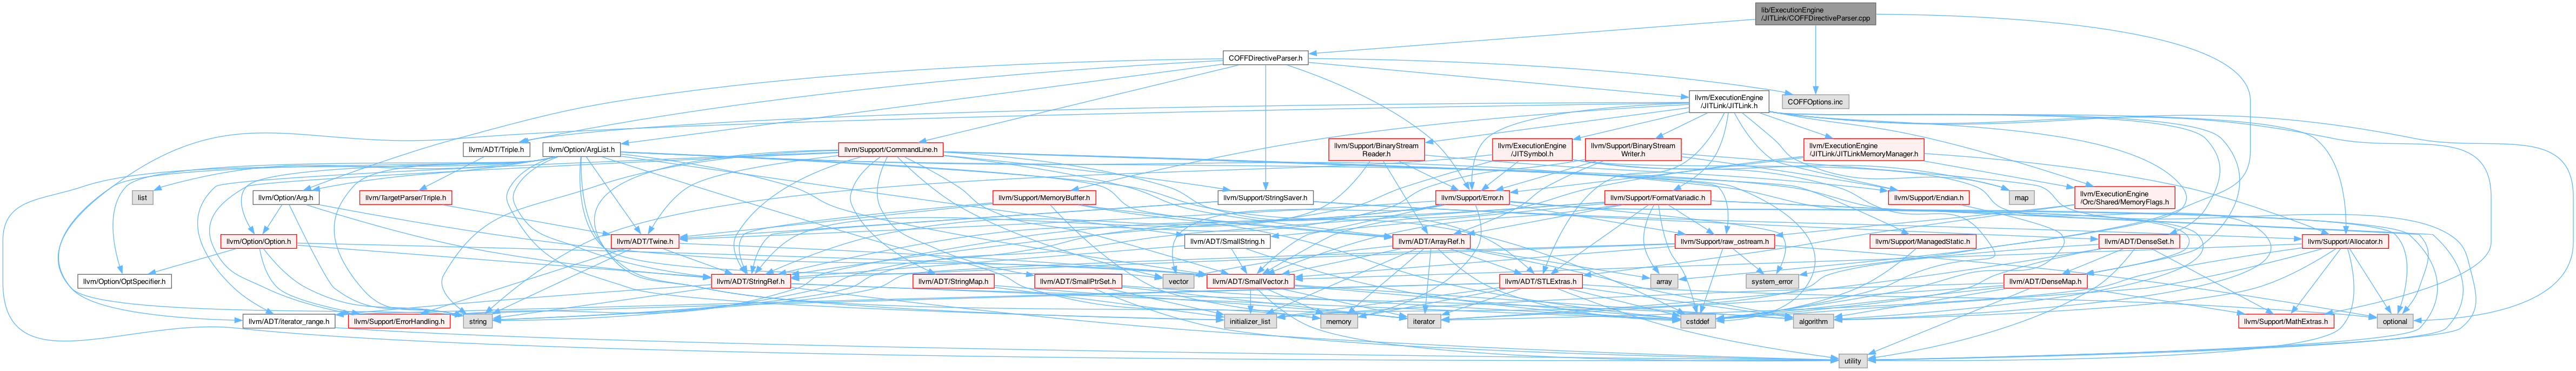 lib/ExecutionEngine
/JITLink/COFFDirectiveParser.cpp
COFFDirectiveParser.h
llvm/ExecutionEngine
/JITLink/JITLink.h
COFFOptions.inc
llvm/ADT/Triple.h
llvm/Option/ArgList.h
llvm/Support/CommandLine.h
llvm/Support/BinaryStream
Reader.h
llvm/ExecutionEngine
/JITSymbol.h
llvm/Support/BinaryStream
Writer.h
llvm/ExecutionEngine
/JITLink/JITLinkMemoryManager.h
list
llvm/Option/Arg.h
llvm/TargetParser/Triple.h
llvm/Support/MemoryBuffer.h
llvm/Support/StringSaver.h
llvm/Support/Error.h
llvm/Support/FormatVariadic.h
llvm/Support/Endian.h
map
llvm/ExecutionEngine
/Orc/Shared/MemoryFlags.h
llvm/Option/Option.h
llvm/ADT/Twine.h
llvm/ADT/SmallString.h
llvm/ADT/ArrayRef.h
llvm/Support/raw_ostream.h
llvm/Support/ManagedStatic.h
llvm/ADT/DenseSet.h
llvm/Support/Allocator.h
llvm/Option/OptSpecifier.h
llvm/ADT/StringRef.h
llvm/ADT/StringMap.h
llvm/ADT/SmallPtrSet.h
vector
llvm/ADT/SmallVector.h
llvm/ADT/STLExtras.h
array
system_error
llvm/ADT/DenseMap.h
llvm/ADT/iterator_range.h
llvm/Support/ErrorHandling.h
string
initializer_list
memory
iterator
cstddef
algorithm
llvm/Support/MathExtras.h
optional
utility